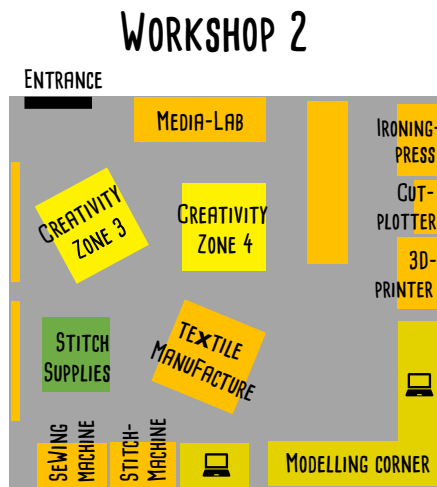 Workshop 2
Entrance
Media-Lab
Ironing-
press
Creativity
Zone 3
Creativity
Zone 4
Cut-
plotter
3D-
printer
Stitch
Supplies
Textile
Manufacture
Sewing
machine
Stitch-
Machine
Modelling corner